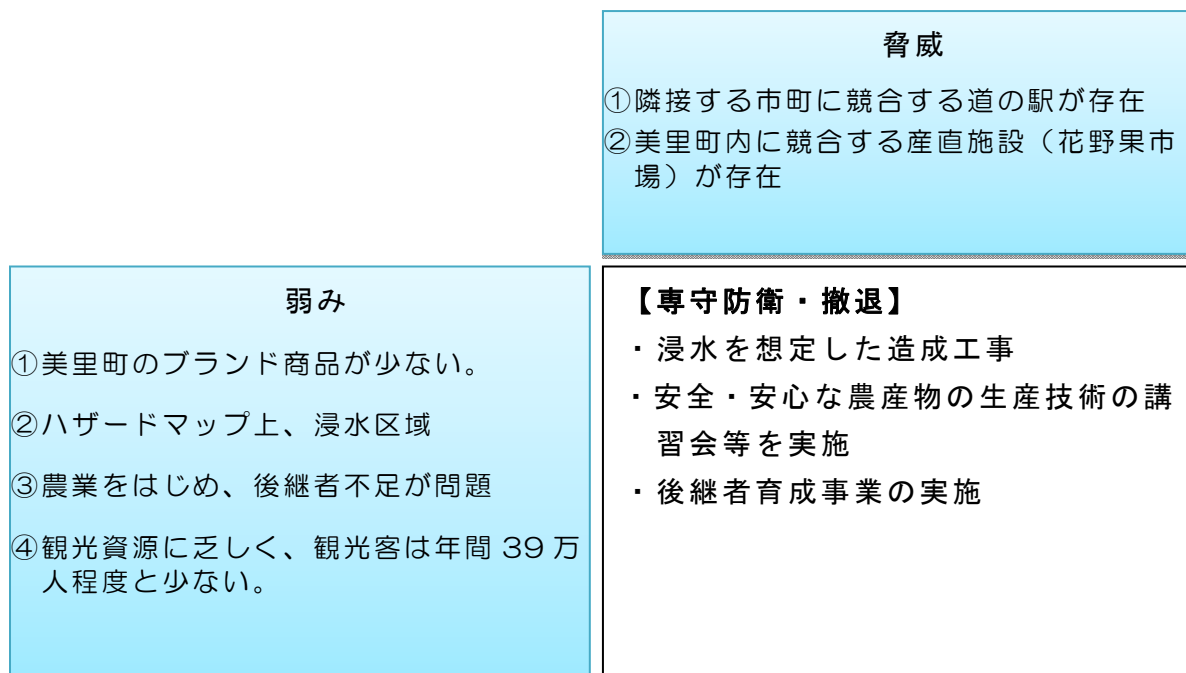 脅威
①隣接する市町に競合する道の駅が存在
②美里町内に競合する産直施設（花野果市
場）が存在
弱み
①美里町のブランド商品が少ない。
②ハザードマップ上、浸水区域
③農業をはじめ、後継者不足が問題
④観光資源に乏しく、観光客は年間 39 万
人程度と少ない。
【専守防衛・撤退】
・浸水を想定した造成工事
・安全・安心な農産物の生産技術の講
習会等を実施
・後継者育成事業の実施